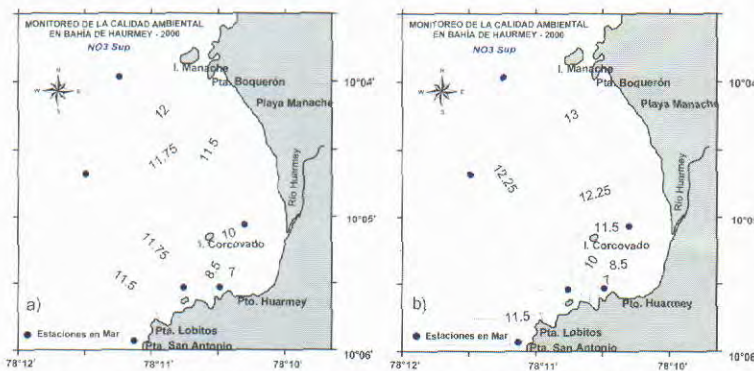 MONITOREO DE LA CALIDAD AMBIENTAL
EN BAHÍA DE HAURMEY - 2006
NO3 Sup
I. Manache
Pta. Boquerón
Playa Manache
N
W
E
S
12
11.75
11.5
Río Huarmey
10
I. Corcovado
11.75
8.5
7
11.5
Pto. Huarmey
a)
Estaciones en Mar
Pta. Lobitos
Pta. San Antonio
10°04'
10°05'
10°06'
78°12'
78°11'
78°10'
MONITOREO DE LA CALIDAD AMBIENTAL
EN BAHÍA DE HAURMEY - 2006
NO3 Sup
I. Manache
Pta. Boquerón
Playa Manache
N
W
E
S
13
12.25
12.25
Río Huarmey
11.5
I. Corcovado
10
8.5
7
Pto. Huarmey
11.5
b)
Estaciones en Mar
Pta. Lobitos
Pta. San Antonio
10°04'
10°05'
10°06'
78°12'
78°11'
78°10'